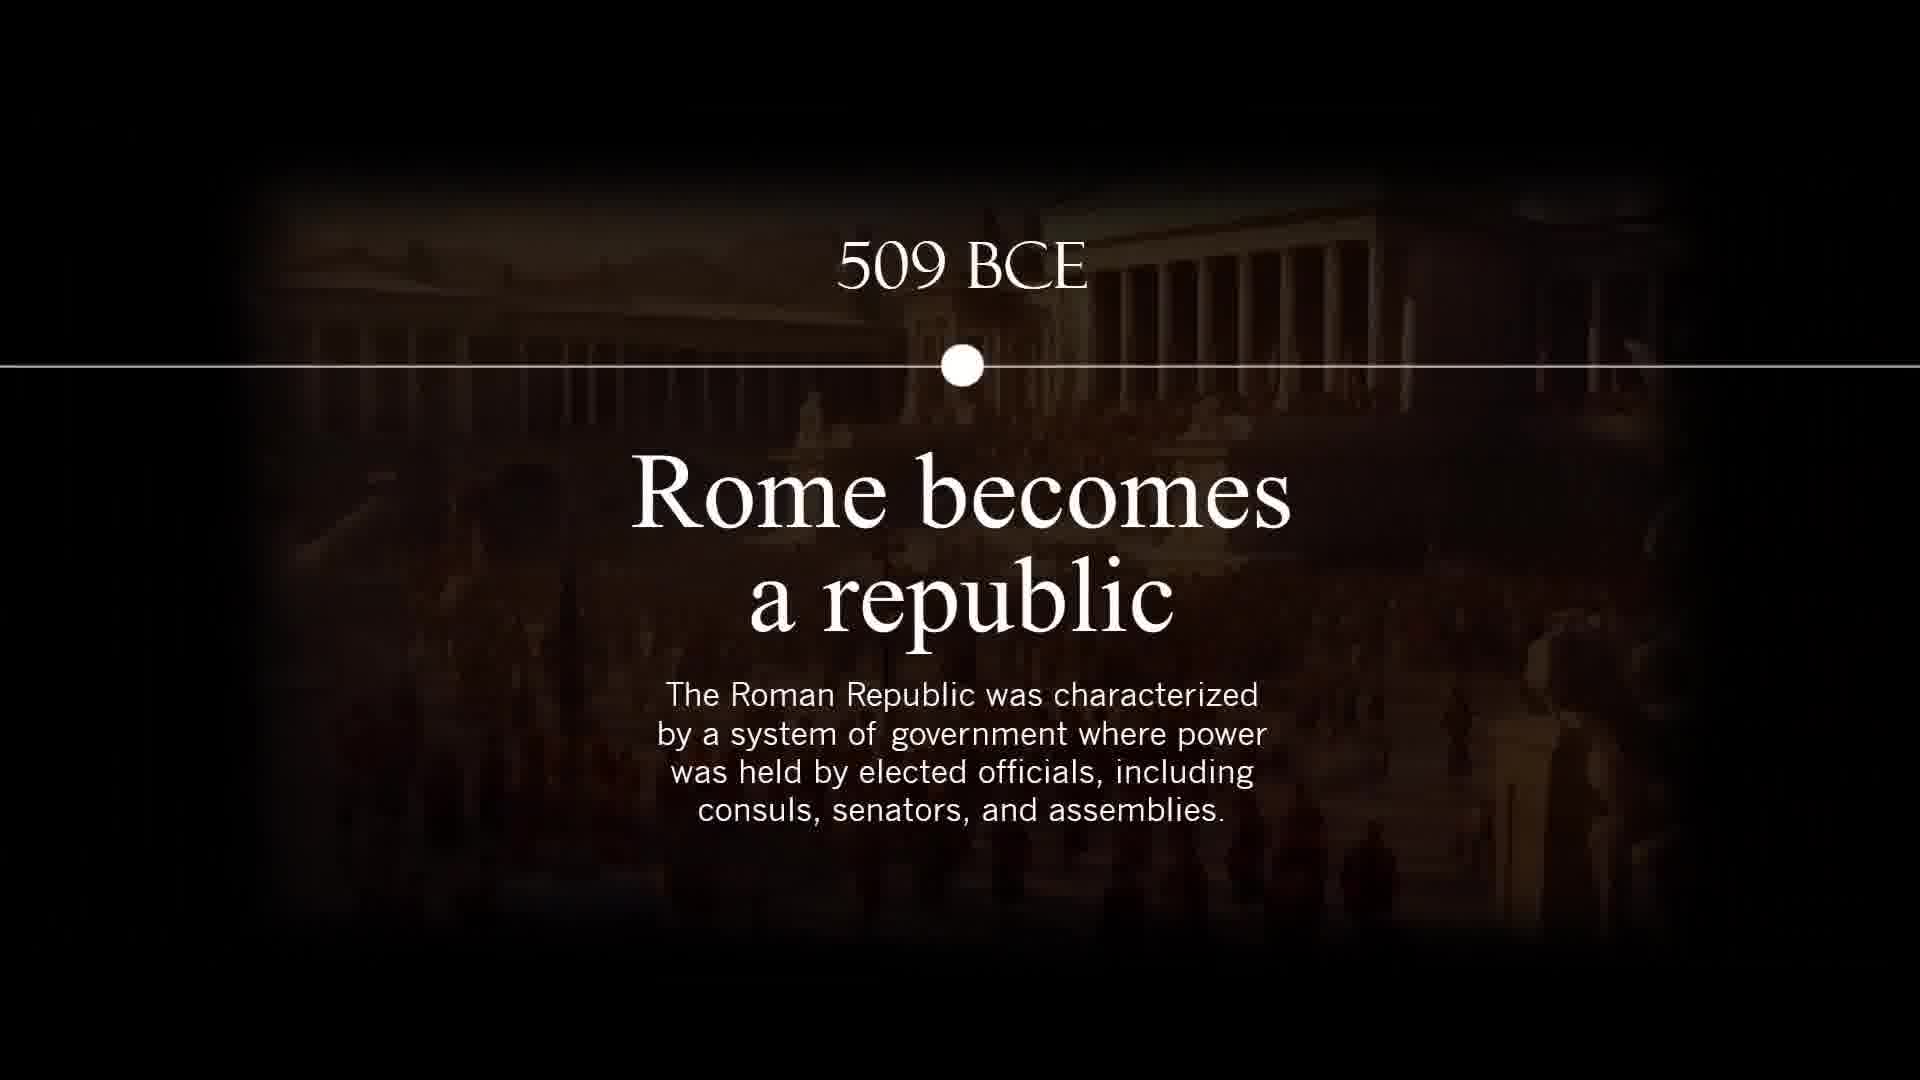 509 BCE
Rome becomes
a republic
The Roman Republic was characterized
by a system of government where power
was held by elected officials, including
consuls, senators, and assemblies.